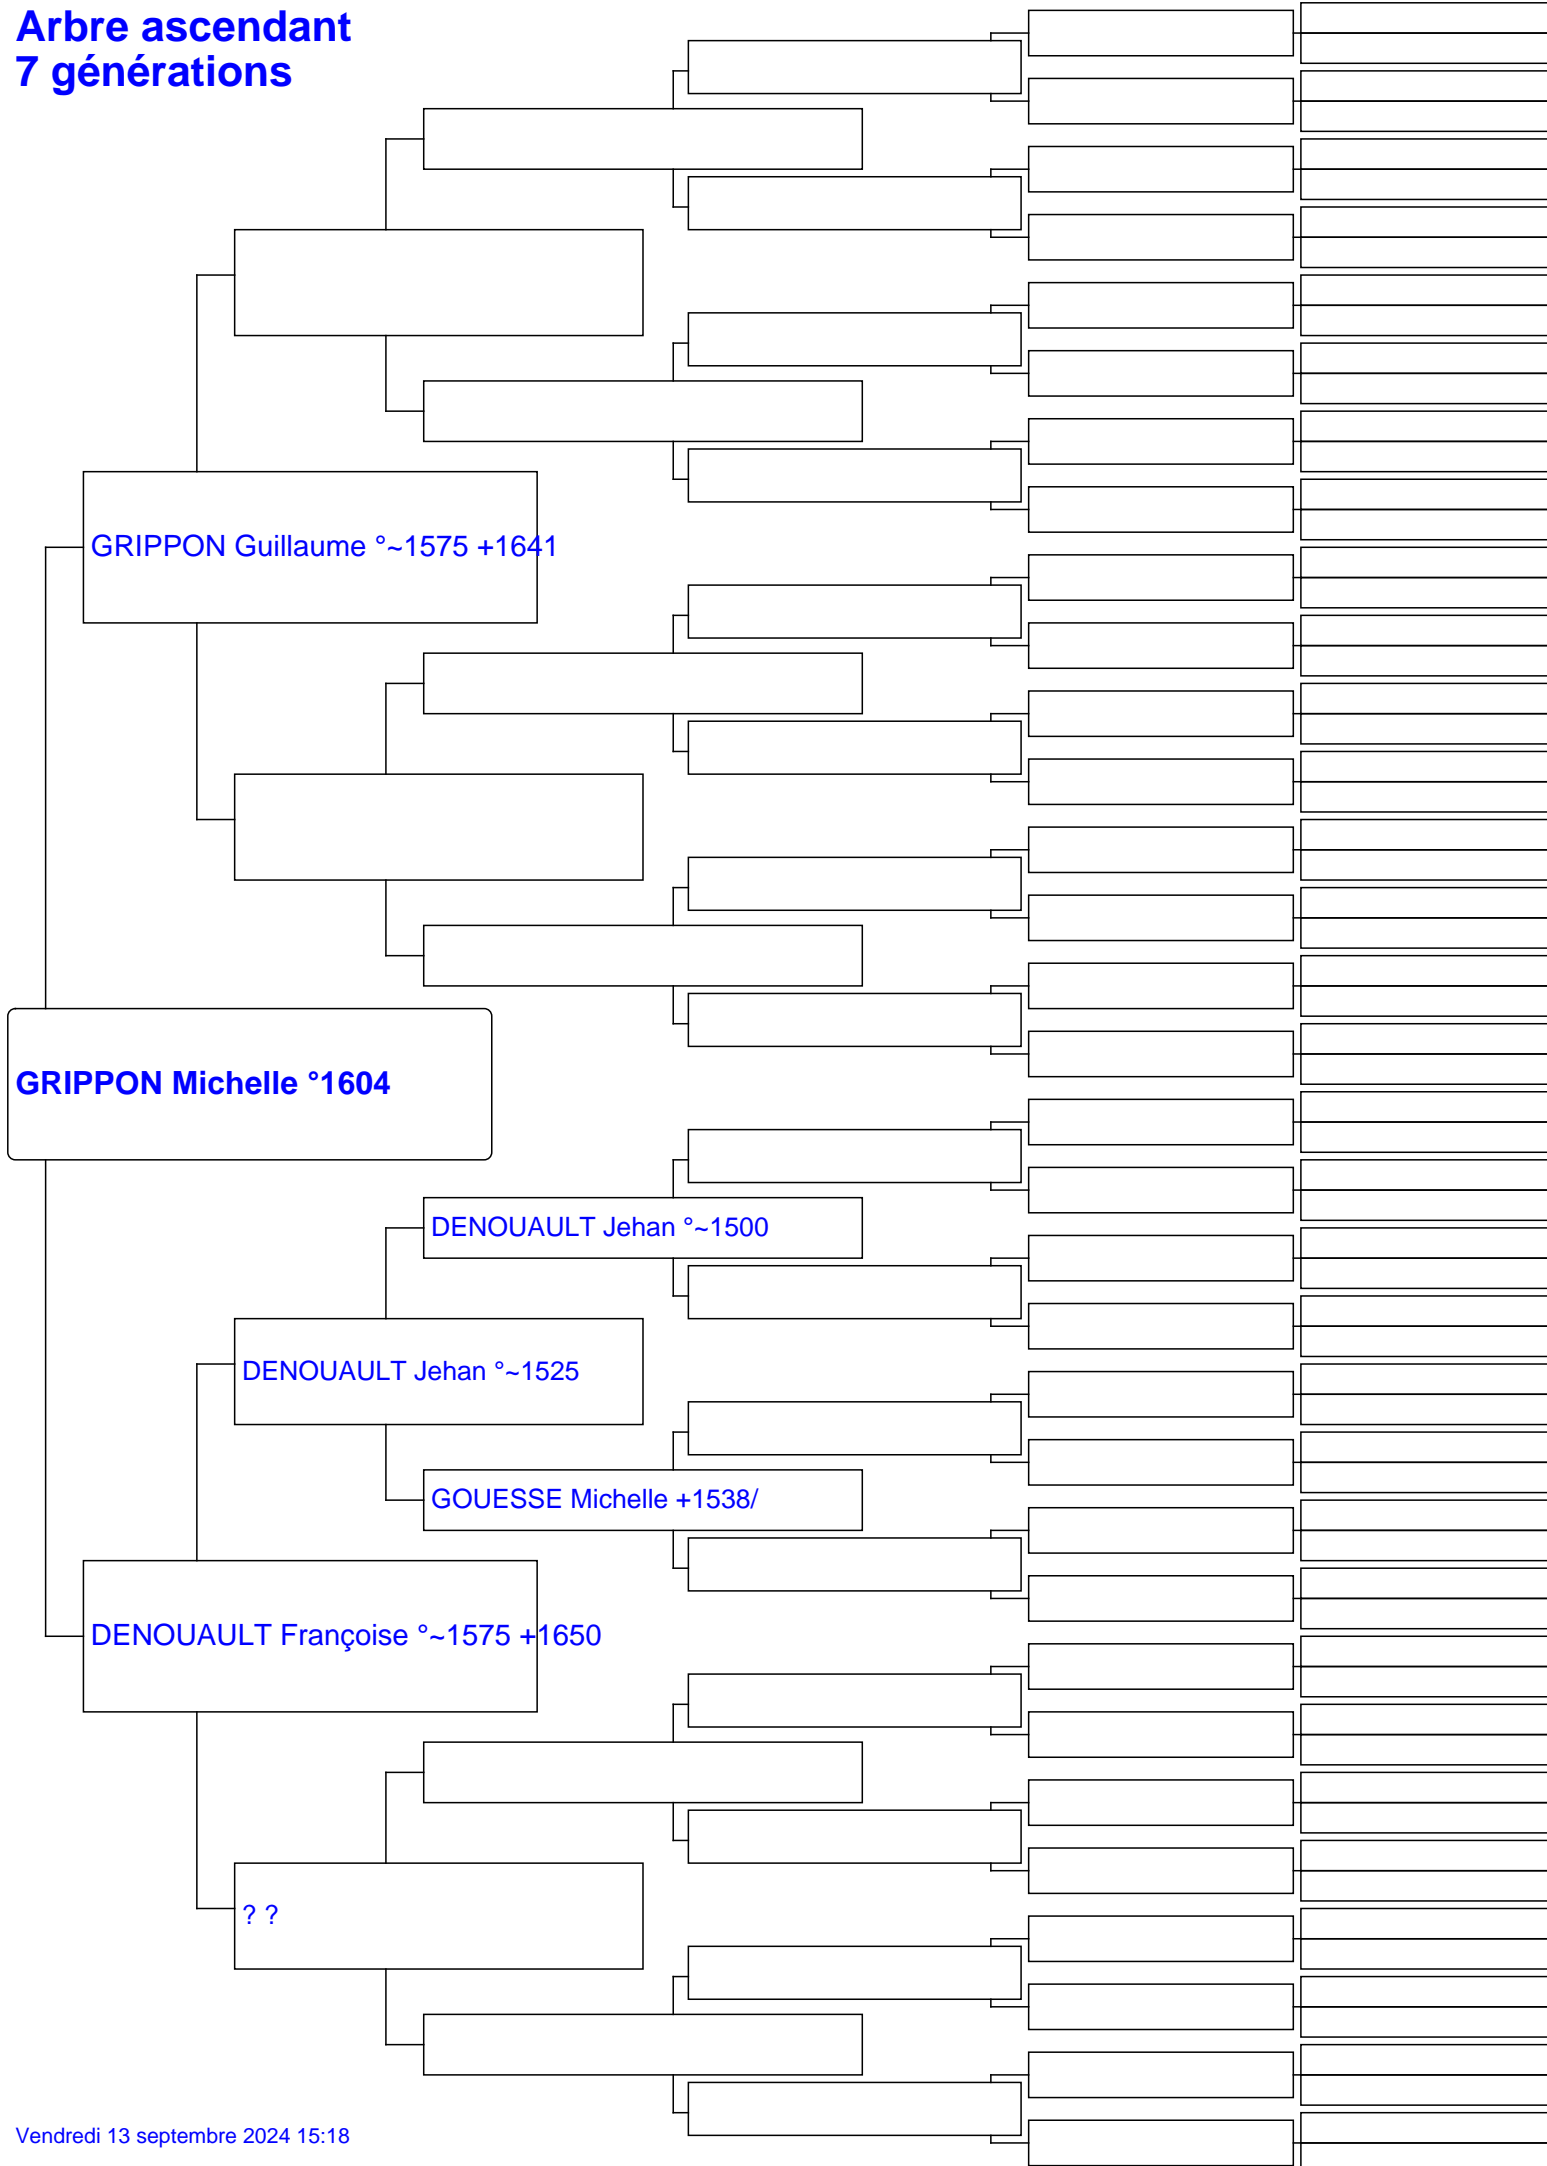 Arbre ascendant
7 générations
GRIPPON Guillaume °~1575 +1641
GRIPPON Michelle °1604
DENOUAULT Jehan °~1500
DENOUAULT Jehan °~1525
GOUESSE Michelle +1538/
DENOUAULT Françoise °~1575 +1650
? ?
Vendredi 13 septembre 2024 15:18